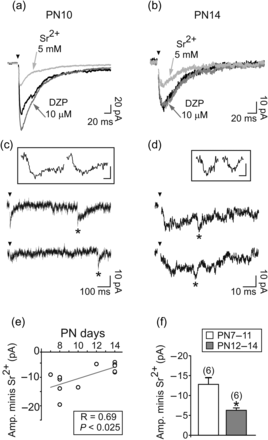 PN10
PN14
(a)
(b)
Sr2+
5 mM
Sr2+
5 mM
DZP
10 μM
DZP
10 μM
20 pA
20 ms
10 pA
20 ms
(c)
(d)
*
*
*
*
100 ms
10 pA
10 ms
10 pA
(e)
PN days
6 8 10 12 14
0
−10
−20
Amp. minis Sr2+ (pA)
R = 0.69
P < 0.025
(f)
PN7–11
PN12–14
Amp. minis Sr2+ (pA)
−20
−15
−10
−5
0
(6)
(6)
*